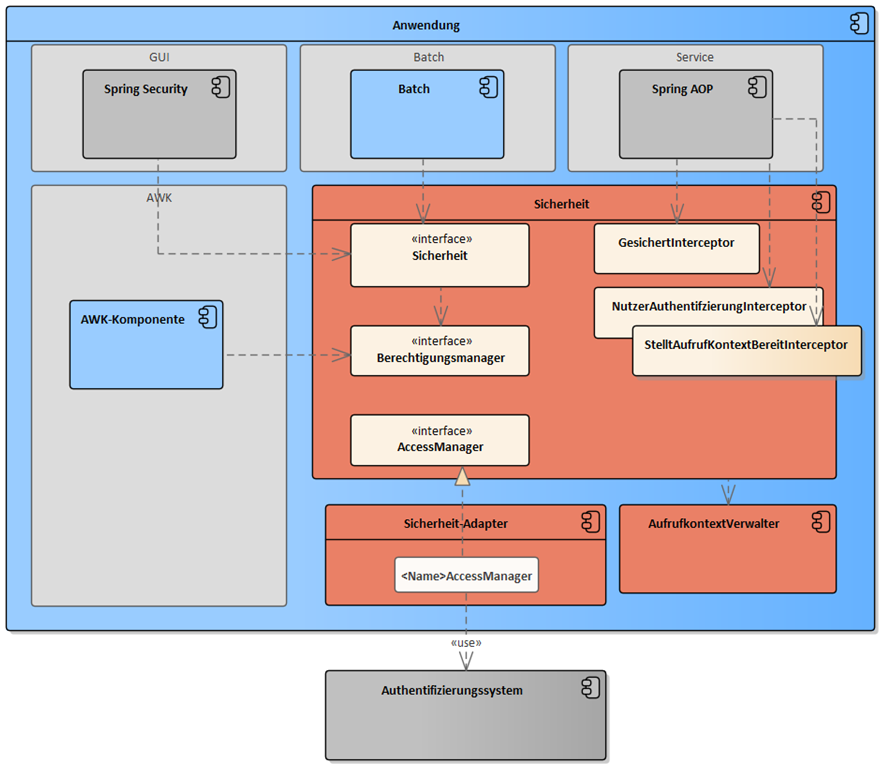 Anwendung
GUI
Batch
Service
Spring Security
Batch
Spring AOP
AWK
Sicherheit
«interface»
Sicherheit
GesichertInterceptor
NutzerAuthentifzierungInterceptor
AWK-Komponente
«interface»
Berechtigungsmanager
StelltAufrufKontextBereitInterceptor
«interface»
AccessManager
Sicherheit-Adapter
AufrufkontextVerwalter
<Name>AccessManager
«use»
Authentifizierungssystem